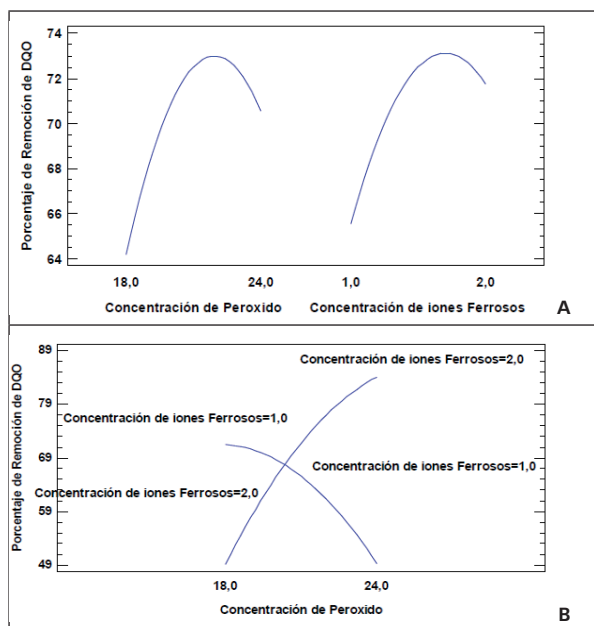 74
72
70
68
66
64
Porcentaje de Remoción de DQO
18,0
24,0
1,0
2,0
Concentración de Peroxido
Concentración de iones Ferrosos
A
89
79
69
59
49
Porcentaje de Remoción de DQO
Concentración de iones Ferrosos=2,0
Concentración de iones Ferrosos=1,0
Concentración de iones Ferrosos=1,0
Concentración de iones Ferrosos=2,0
18,0
24,0
Concentración de Peroxido
B